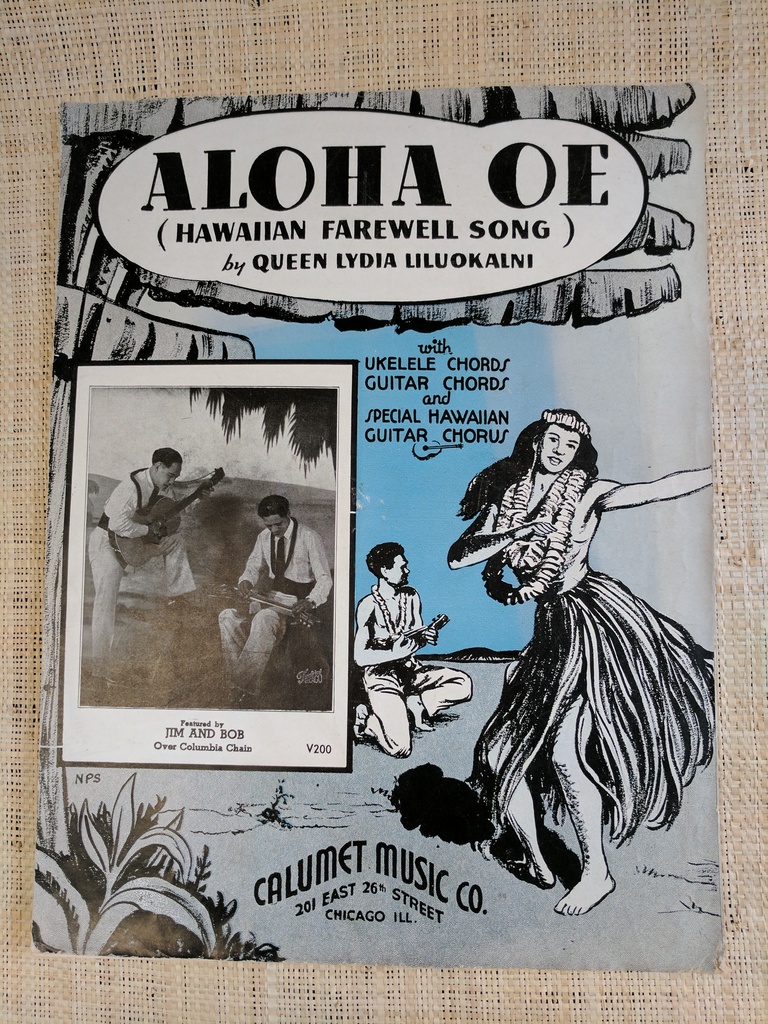 ALOHA OE
(HAWAIIAN FAREWELL SONG)
by QUEEN LYDIA LILUOKALNI
with
UKELELE CHORDS
GUITAR CHORDS
and
SPECIAL HAWAIIAN
GUITAR CHORUS
Featured by
JIM AND BOB
Over Columbia Chain
V200
NPS
CALUMET MUSIC CO.
201 EAST 26th STREET
CHICAGO ILL.